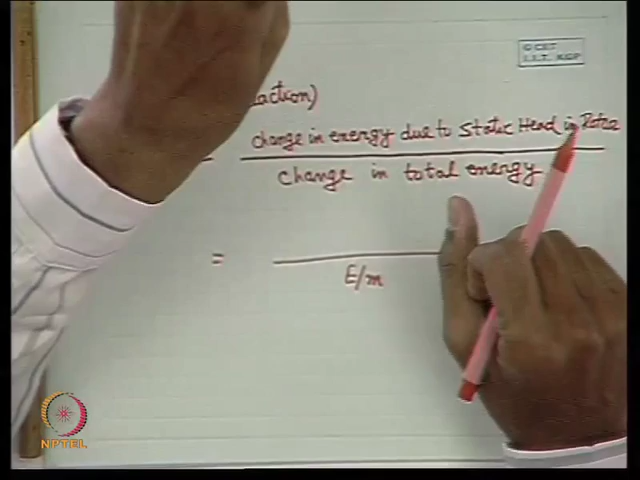 © CET
I.I.T. KGP
action)
change in energy due to Static Head in Rotor
change in total energy
=
E/m
NPTEL